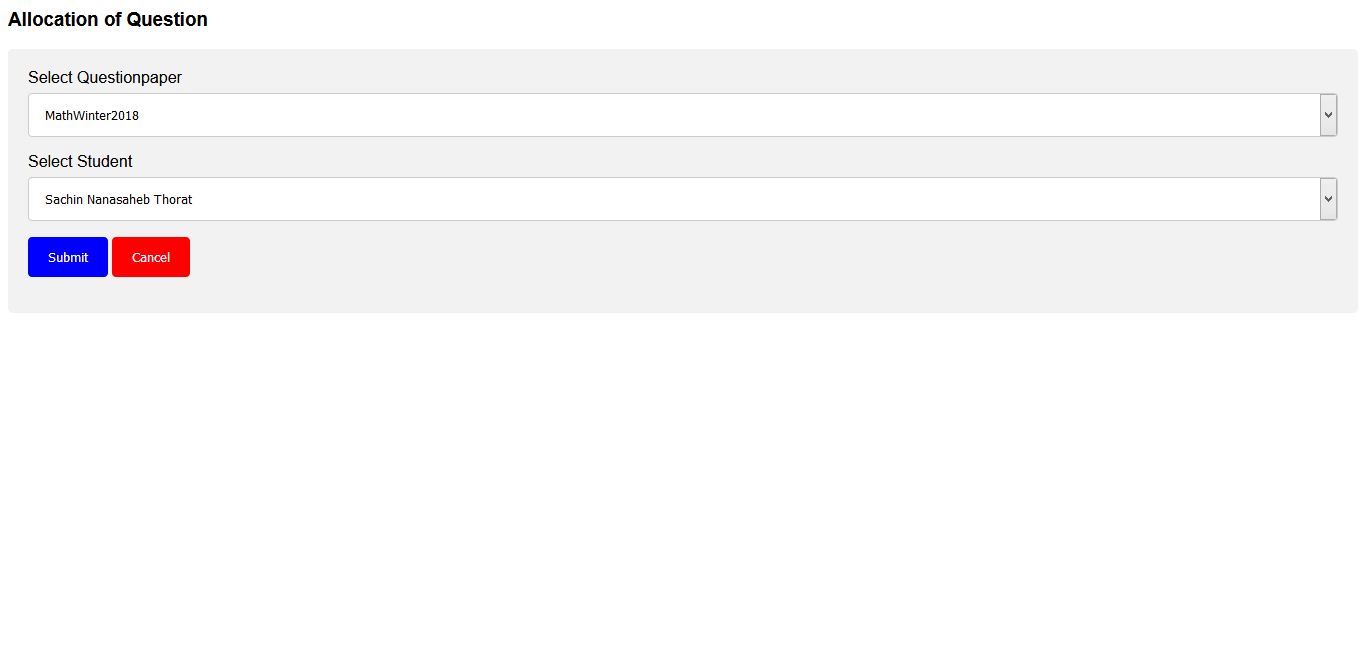 Allocation of Question
Select Questionpaper
MathWinter2018
Select Student
Sachin Nanasaheb Thorat
Submit Cancel